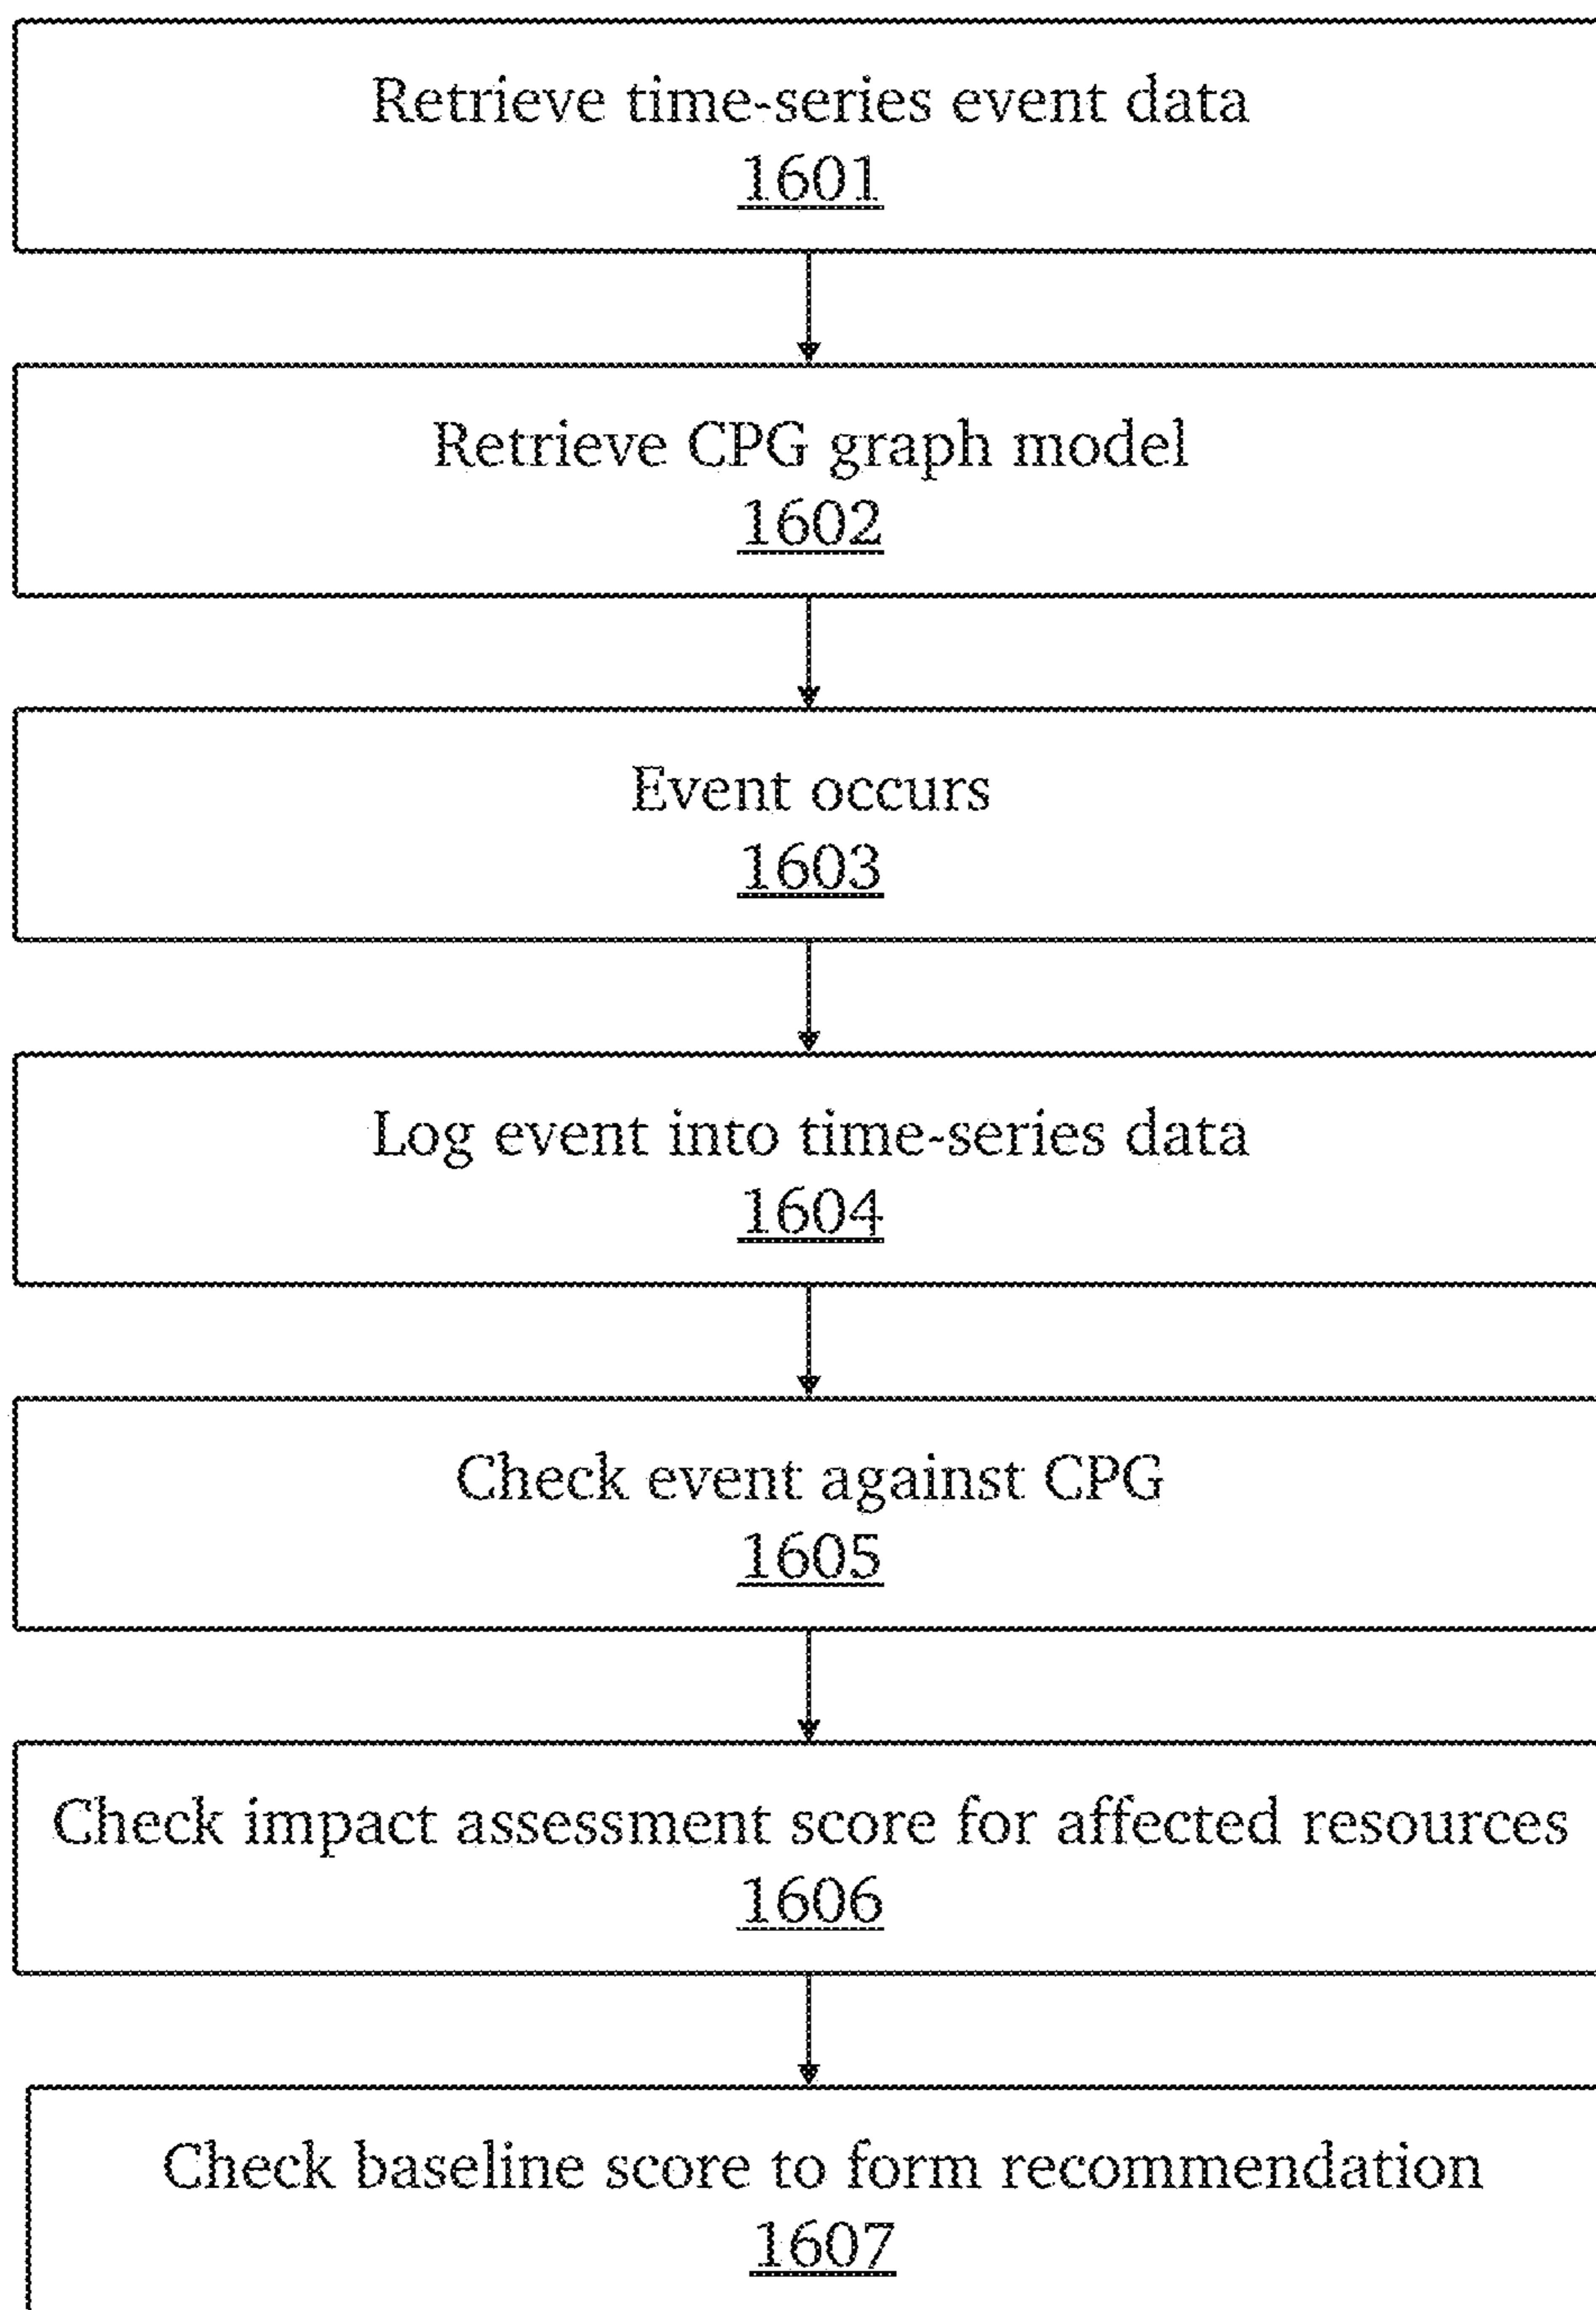 Retrieve time-series event data
1601
Retrieve CPG graph model
1602
Event occurs
1603
Log event into time-series data
1604
Check event against CPG
1605
Check impact assessment score for affected resources
1606
Check baseline score to form recommendation
1607